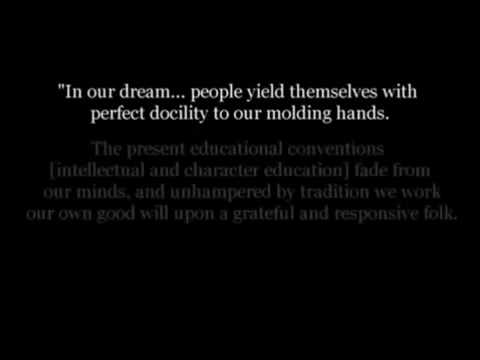 "In our dream... people yield themselves with
perfect docility to our molding hands.
The present educational conventions
[intellectual and character education] fade from
our minds, and unhampered by tradition we work
our own good will upon a grateful and responsive folk.